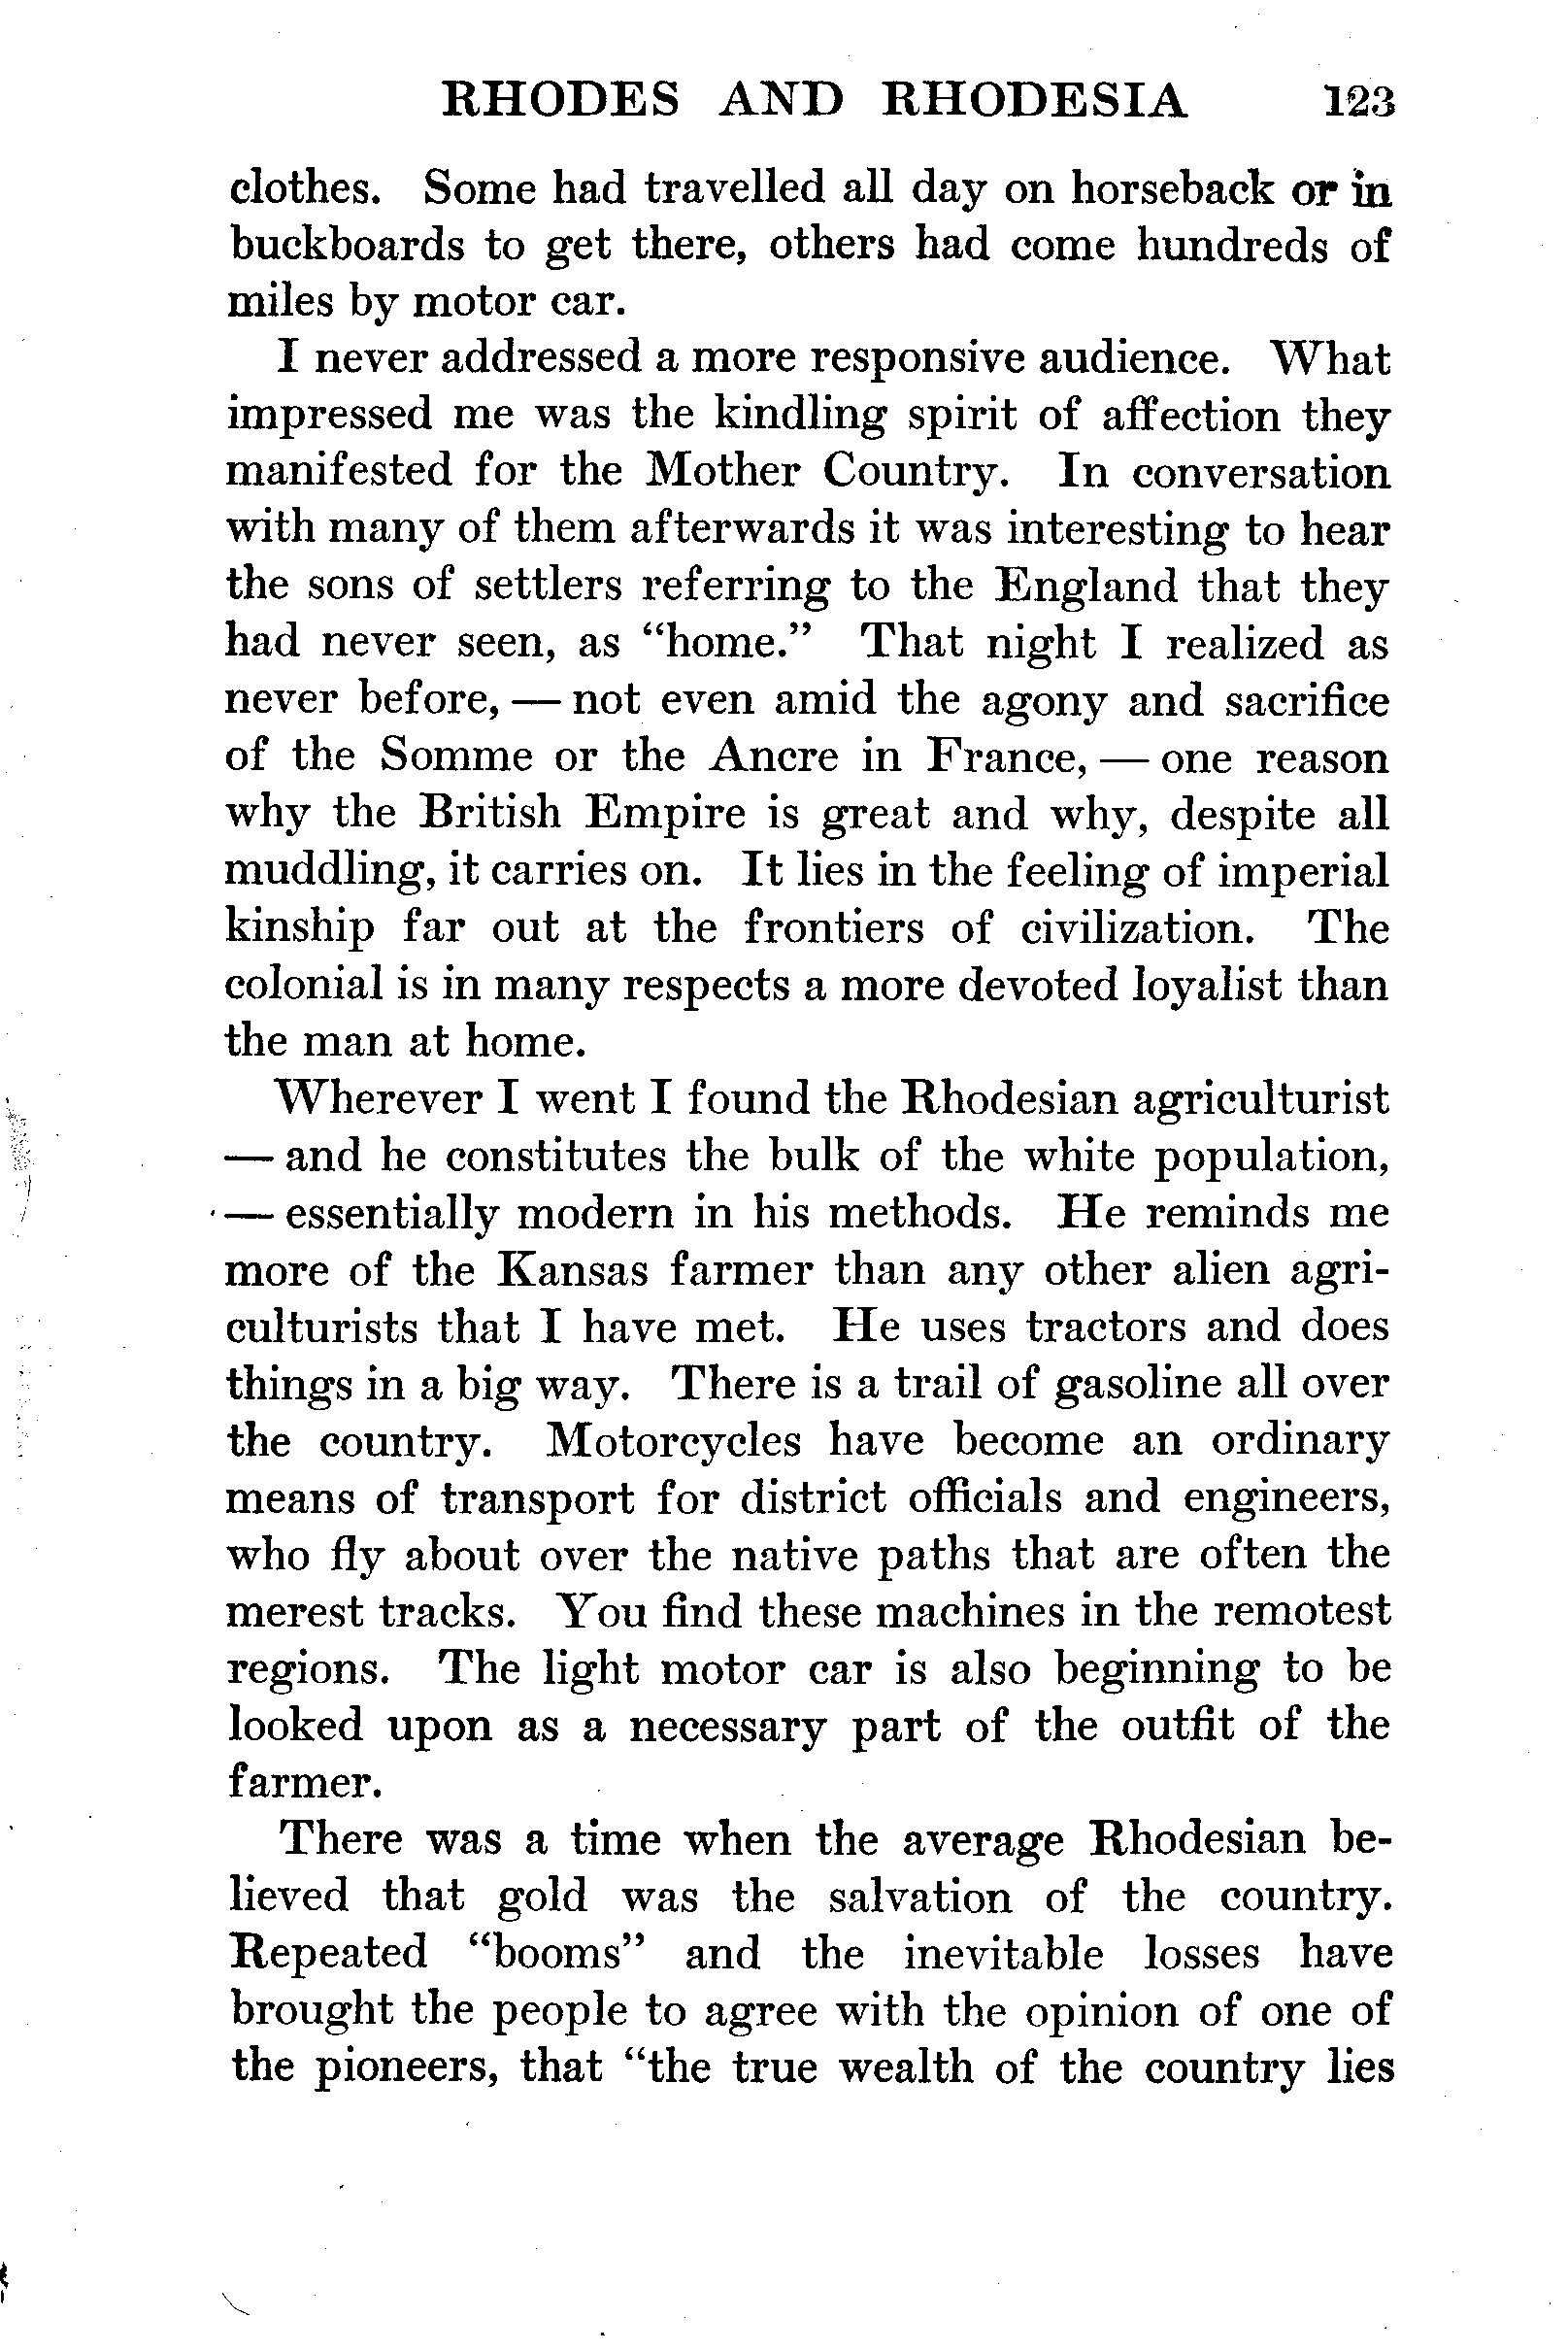 RHODES AND RHODESIA 123
clothes. Some had travelled all day on horseback or in
buckboards to get there, others had come hundreds of
miles by motor car.
I never addressed a more responsive audience. What
impressed me was the kindling spirit of affection they
manifested for the Mother Country. In conversation
with many of them afterwards it was interesting to hear
the sons of settlers referring to the England that they
had never seen, as “home.” That night I realized as
never before, — not even amid the agony and sacrifice
of the Somme or the Ancre in France, — one reason
why the British Empire is great and why, despite all
muddling, it carries on. It lies in the feeling of imperial
kinship far out at the frontiers of civilization. The
colonial is in many respects a more devoted loyalist than
the man at home.
Wherever I went I found the Rhodesian agriculturist
— and he constitutes the bulk of the white population,
— essentially modern in his methods. He reminds me
more of the Kansas farmer than any other alien agri-
culturists that I have met. He uses tractors and does
things in a big way. There is a trail of gasoline all over
the country. Motorcycles have become an ordinary
means of transport for district officials and engineers,
who fly about over the native paths that are often the
merest tracks. You find these machines in the remotest
regions. The light motor car is also beginning to be
looked upon as a necessary part of the outfit of the
farmer.
There was a time when the average Rhodesian be-
lieved that gold was the salvation of the country.
Repeated “booms” and the inevitable losses have
brought the people to agree with the opinion of one of
the pioneers, that “the true wealth of the country lies